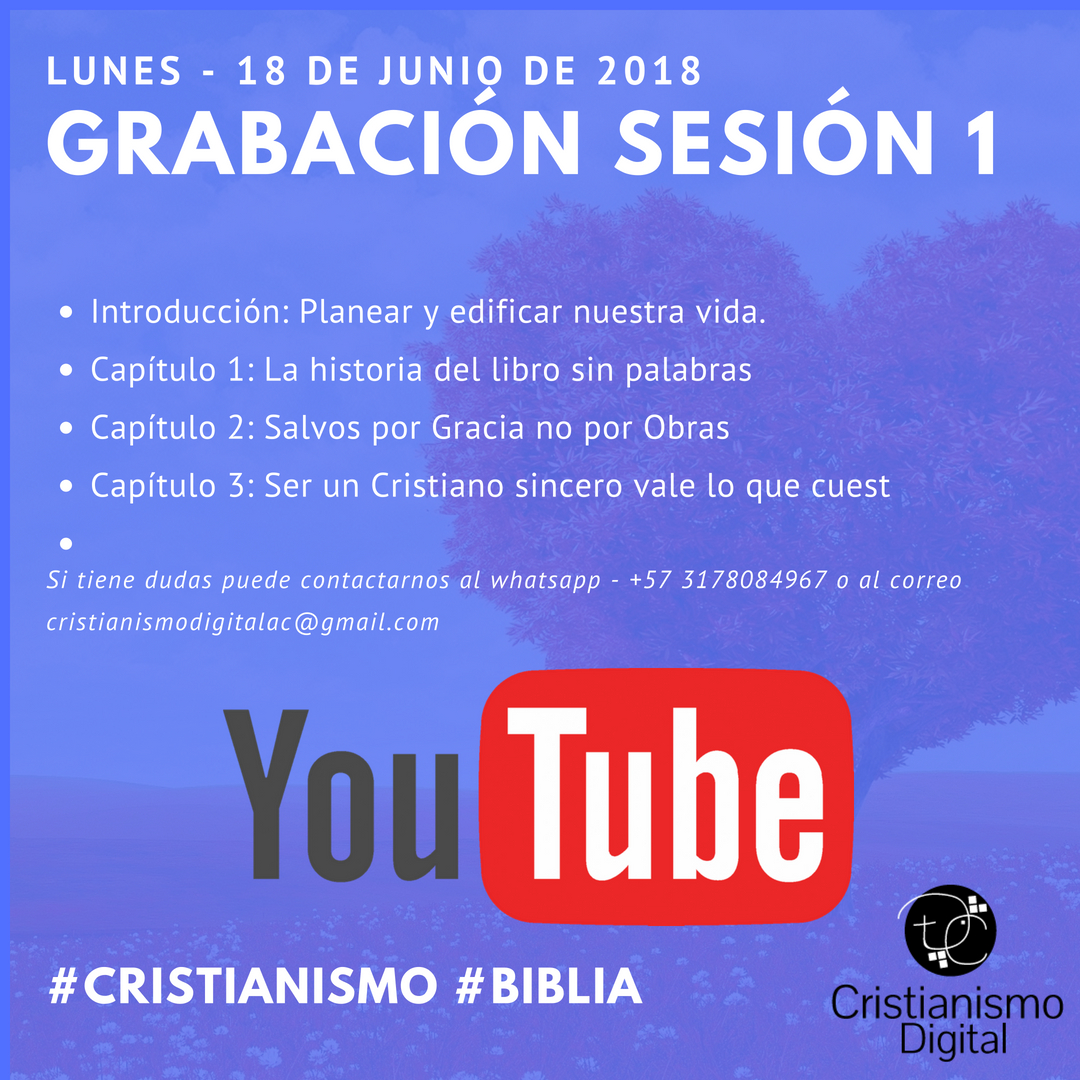 LUNES - 18 DE JUNIO DE 2018
GRABACIÓN SESIÓN 1
• Introducción: Planear y edificar nuestra vida.
• Capítulo 1: La historia del libro sin palabras
• Capítulo 2: Salvos por Gracia no por Obras
• Capítulo 3: Ser un Cristiano sincero vale lo que cuest
•
Si tiene dudas puede contactarnos al whatsapp - +57 3178084967 o al correo
cristianismodigitalac@gmail.com
YouTube
#CRISTIANISMO #BIBLIA
Cristianismo
Digital